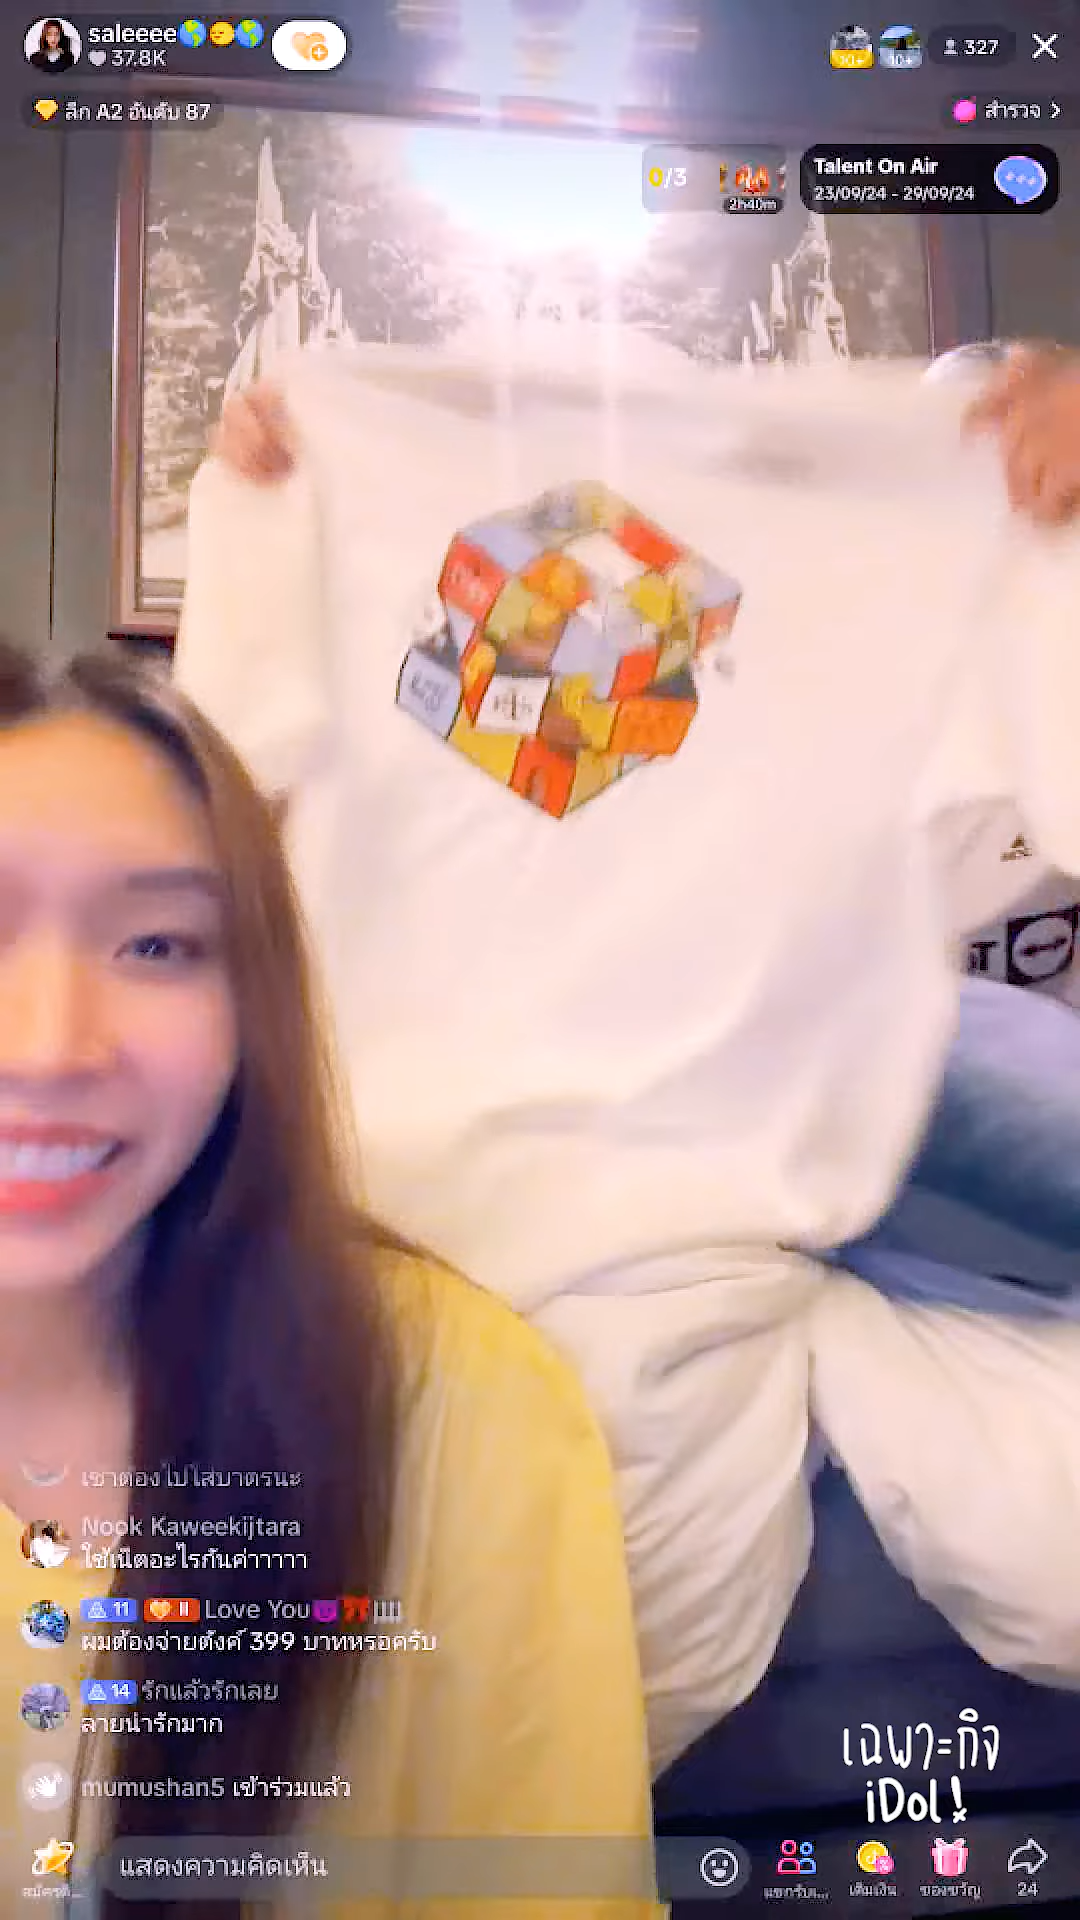 saleeee🌎🌝🌎
37.8K
327
10+
10+
ลีก A2 อันดับ 87
สำรวจ
0/3
2h40m
Talent On Air
23/09/24 - 29/09/24
เขาต้องไปใส่บาตรนะ
Nook Kaweekijtara
ใช้เน็ตอะไรกันค่าาาาา
11 II Love You😈
ผมต้องจ่ายตังค์ 399 บาทหรอครับ
14 รักแล้วรักเลย
ลายน่ารักมาก
mumushan5 เข้าร่วมแล้ว
เฉพาะกิจ
iDol!
แสดงความคิดเห็น
เติมเงิน
ของขวัญ
24